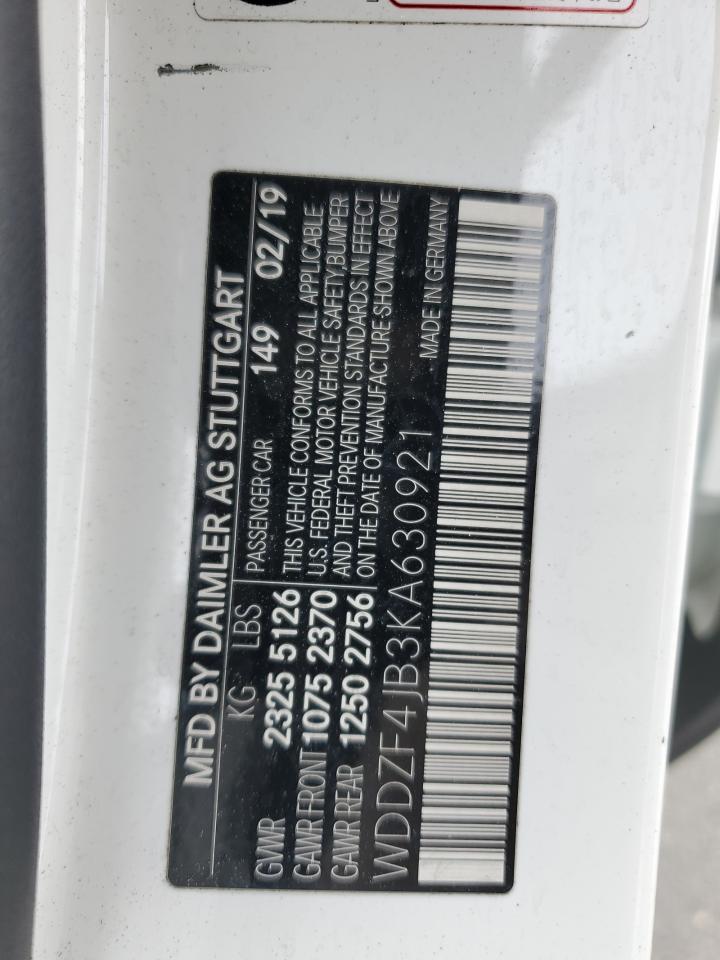 MFD BY DAIMLER AG STUTTGART
KG LBS PASSENGER CAR 149 02/19
GVWR 2325 5126 THIS VEHICLE CONFORMS TO ALL APPLICABLE
GAWR FRONT 1075 2370 U.S. FEDERAL MOTOR VEHICLE SAFETY, BUMPER
GAWR REAR 1250 2756 AND THEFT PREVENTION STANDARDS IN EFFECT
ON THE DATE OF MANUFACTURE SHOWN ABOVE
WDDZF4JB3KA630921 MADE IN GERMANY